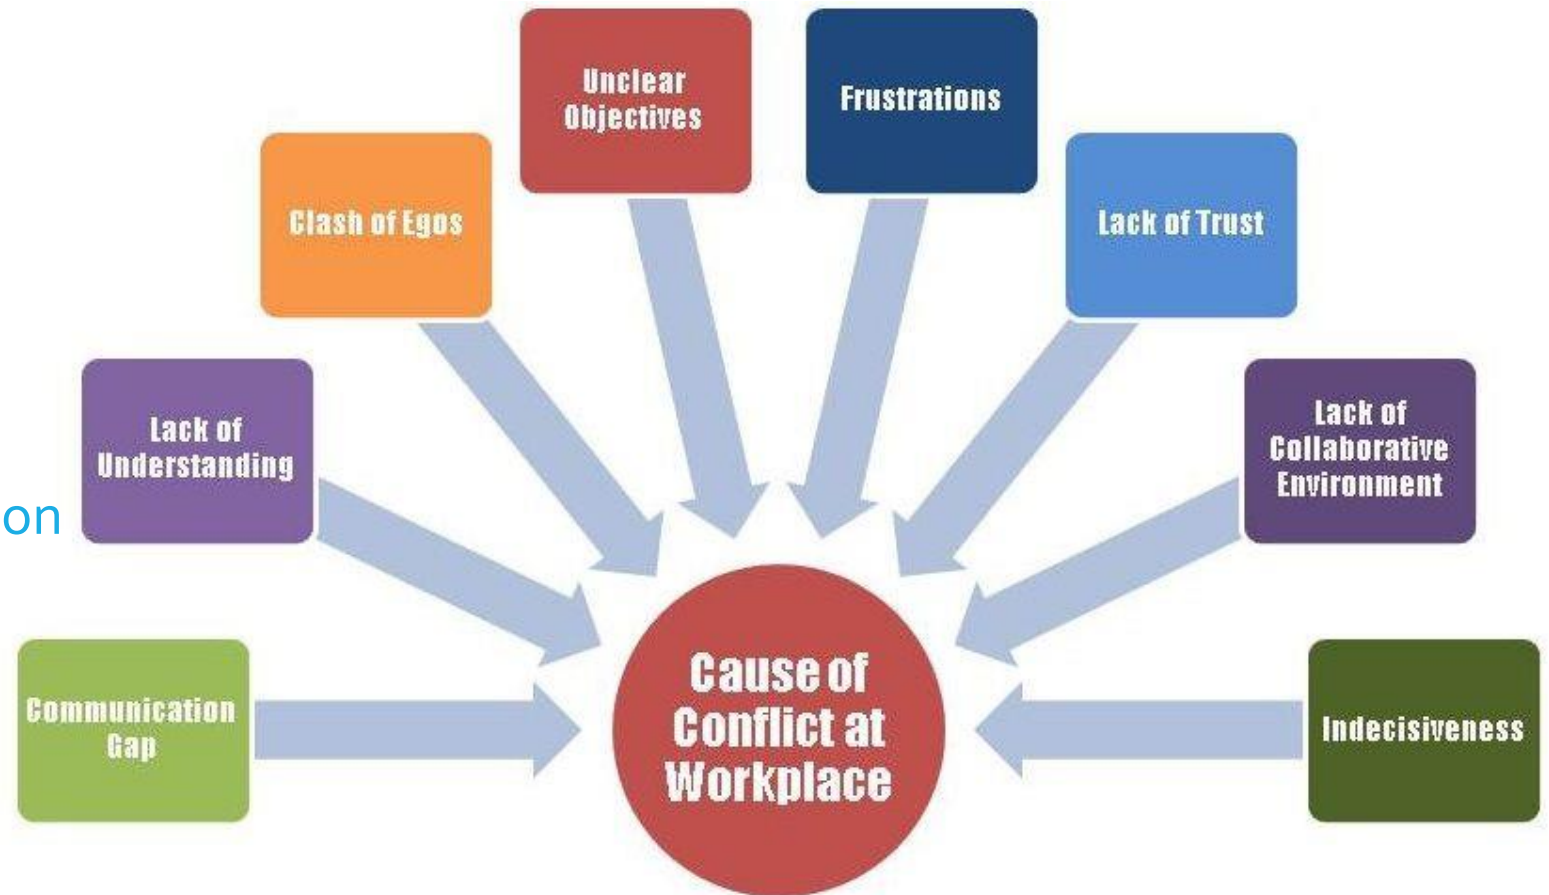 Unclear
Objectives
Frustrations
Clash of Egos
Lack of Trust
Lack of
Understanding
Lack of
Collaborative
Environment
on
Communication
Gap
Cause of
Conflict at
Workplace
Indecisiveness